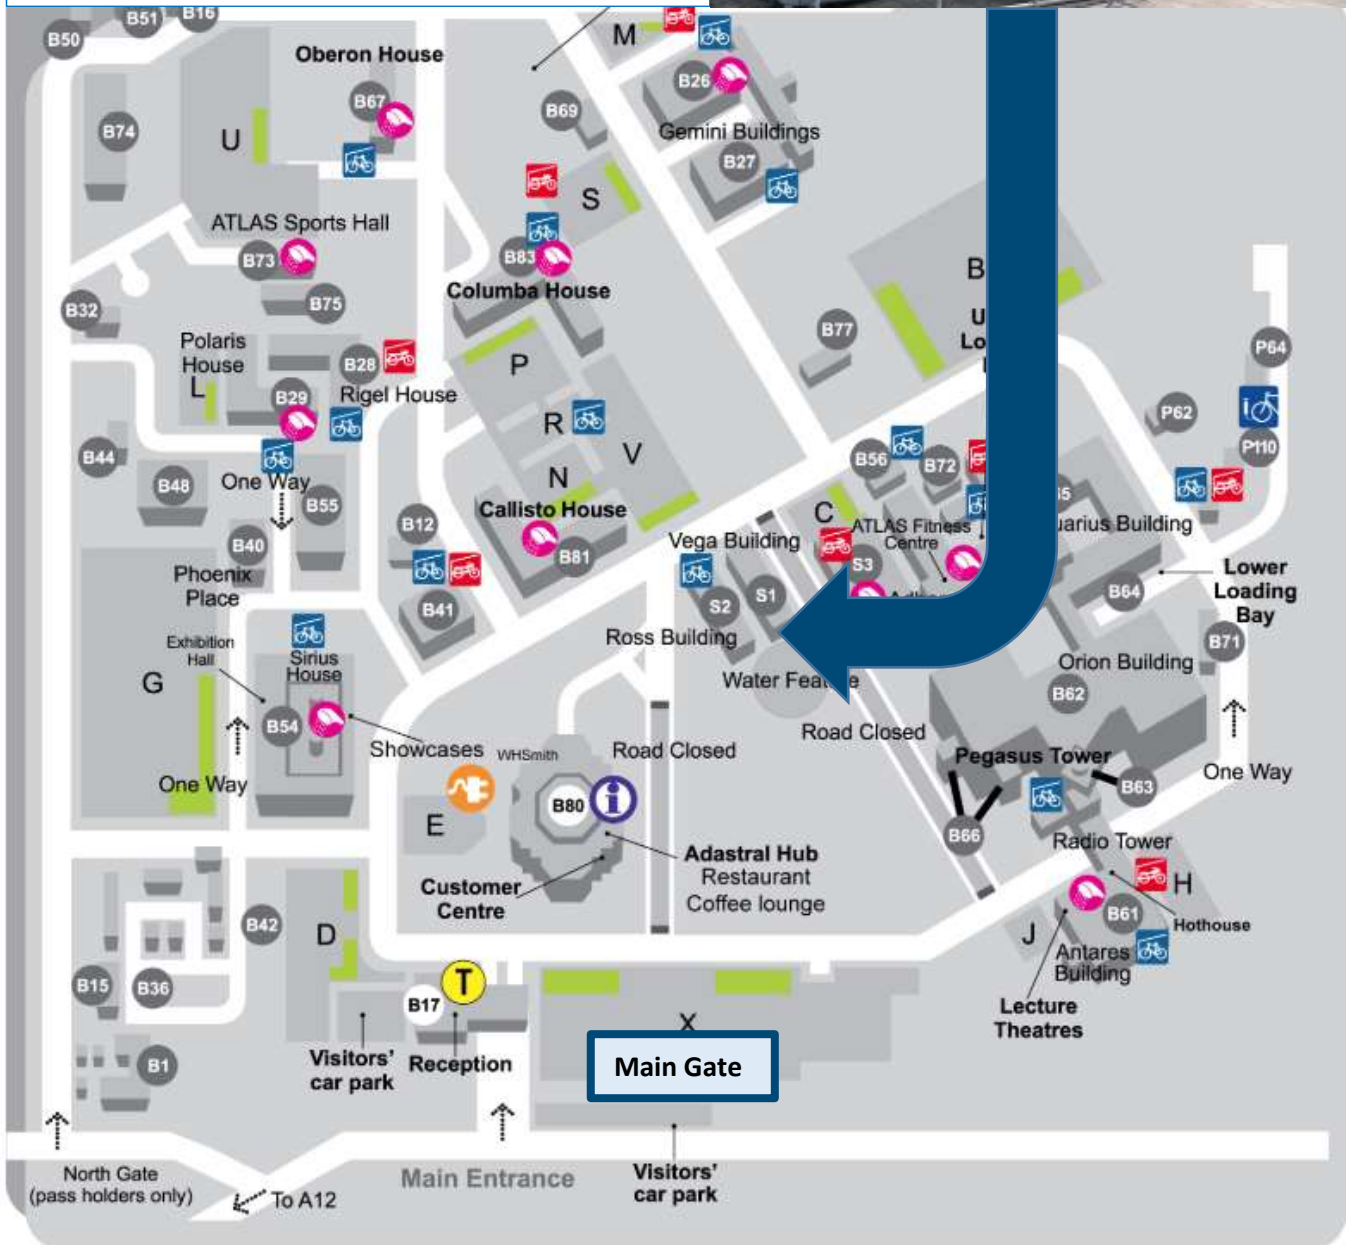 B50
B51
B16
M
Oberon House
B26
B67
B69
Gemini Buildings
B74
U
B27
S
ATLAS Sports Hall
B73
B83
B
Columba House
B75
B32
U
B77
Lo
Polaris
House
P64
B28
P
L
B29
Rigel House
P62
R
P110
B44
V
B56
B72
B48
One Way
N
B55
Callisto House
C
ATLAS Fitness
Centre
uarius Building
B12
Vega Building
B40
B81
S3
Phoenix
Place
Lower
Loading
Bay
B64
S1
S2
B41
Ross Building
Exhibition
Hall
Sirius
House
B71
Orion Building
G
Water Feature
B62
B54
Showcases
WHSmith
Road Closed
Road Closed
Pegasus Tower
One Way
One Way
B63
B80
i
E
B66
Radio Tower
Adastral Hub
Restaurant
Coffee lounge
Customer
Centre
H
B42
D
B61
Hothouse
J
Antares
Building
T
B15
B36
B17
Lecture
Theatres
X
Visitors'
car park
Reception
Main Gate
B1
North Gate
(pass holders only)
Main Entrance
Visitors'
car park
To A12